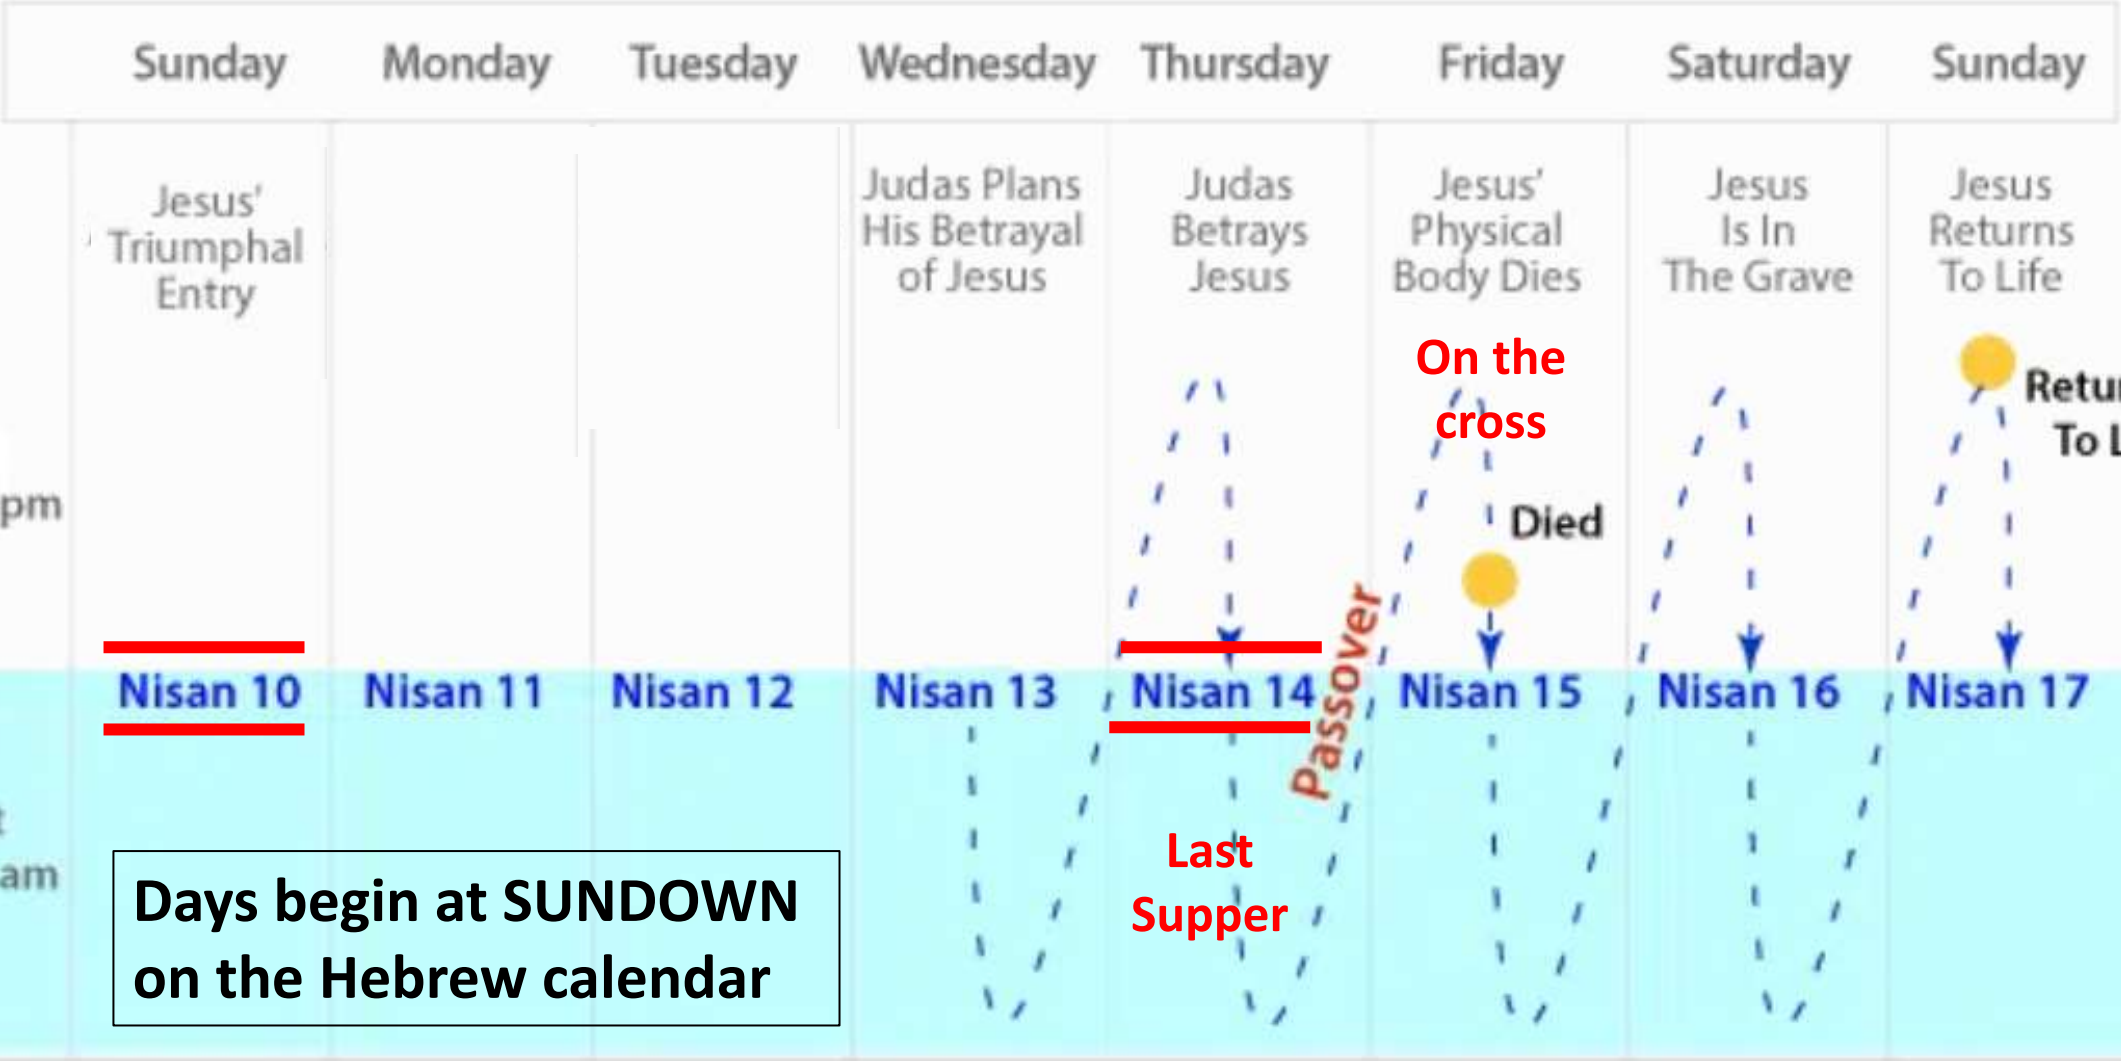 Sunday Monday Tuesday Wednesday Thursday Friday Saturday Sunday
Jesus'
Triumphal
Entry
Judas Plans
His Betrayal
of Jesus
Judas
Betrays
Jesus
Jesus'
Physical
Body Dies
Jesus
Is In
The Grave
Jesus
Returns
To Life
On the
cross
Retur
To L
pm
Died
Passover
Nisan 10 Nisan 11 Nisan 12 Nisan 13 Nisan 14 Nisan 15 Nisan 16 Nisan 17
Last
Supper
am
Days begin at SUNDOWN
on the Hebrew calendar